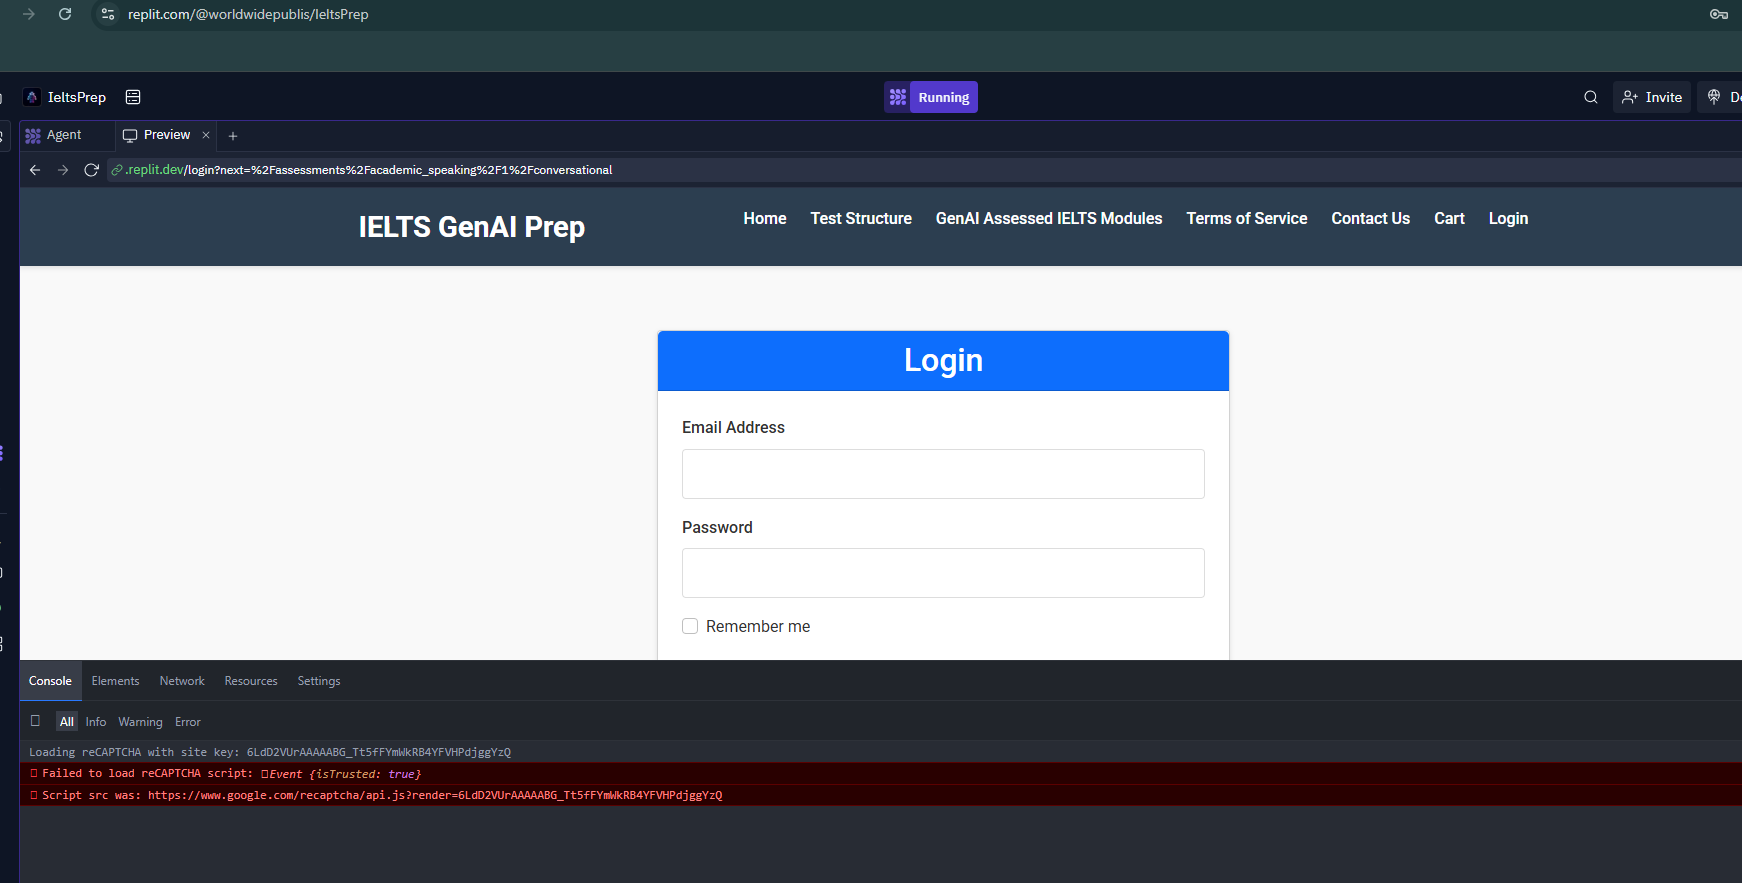 replit.com/@worldwidepublis/IeltsPrep
IeltsPrep
Running
Invite
Agent
Preview
.replit.dev/login?next=%2Fassessments%2Facademic_speaking%2F1%2Fconversational
IELTS GenAI Prep
Home Test Structure GenAI Assessed IELTS Modules Terms of Service Contact Us Cart Login
Login
Email Address
Password
Remember me
Console Elements Network Resources Settings
All Info Warning Error
Loading reCAPTCHA with site key: 6LdD2VUrAAAAABG_Tt5fFYmWkRB4YFVHPdjggYzQ
Failed to load reCAPTCHA script: Event {isTrusted: true}
Script src was: https://www.google.com/recaptcha/api.js?render=6LdD2VUrAAAAABG_Tt5fFYmWkRB4YFVHPdjggYzQ